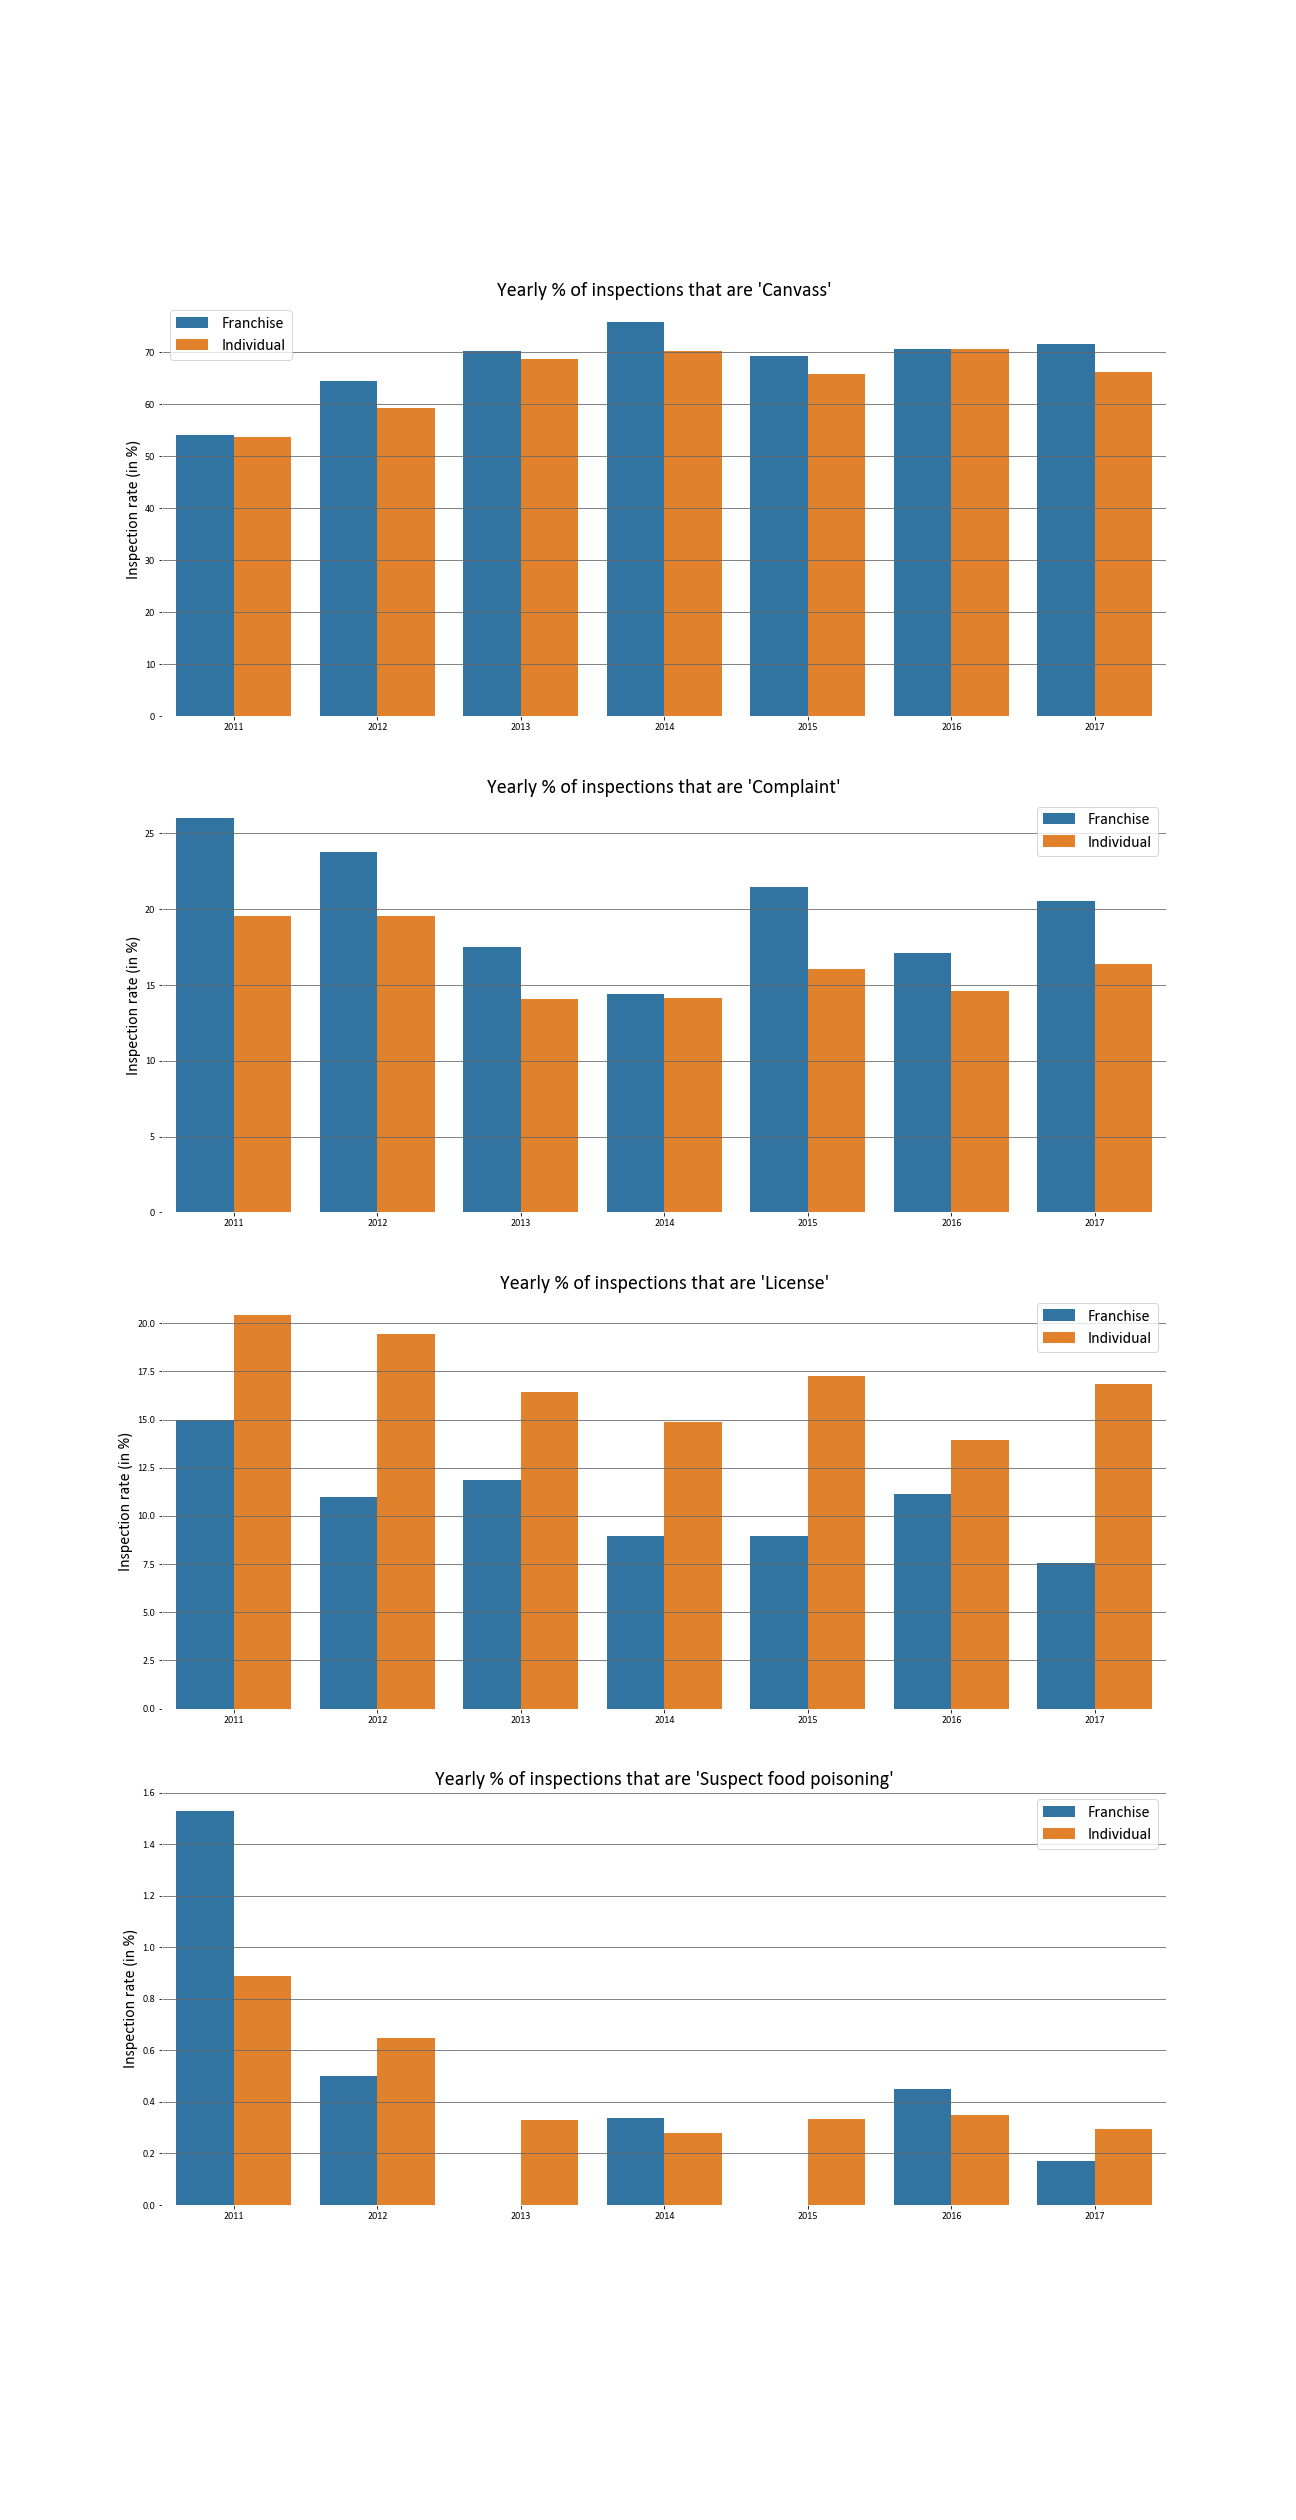 Yearly % of inspections that are 'Canvass'
Franchise
Individual
Inspection rate (in %)
70
60
50
40
30
20
10
0
2011 2012 2013 2014 2015 2016 2017
Yearly % of inspections that are 'Complaint'
Franchise
Individual
Inspection rate (in %)
25
20
15
10
5
0
2011 2012 2013 2014 2015 2016 2017
Yearly % of inspections that are 'License'
Franchise
Individual
Inspection rate (in %)
20.0
17.5
15.0
12.5
10.0
7.5
5.0
2.5
0.0
2011 2012 2013 2014 2015 2016 2017
Yearly % of inspections that are 'Suspect food poisoning'
Franchise
Individual
Inspection rate (in %)
1.6
1.4
1.2
1.0
0.8
0.6
0.4
0.2
0.0
2011 2012 2013 2014 2015 2016 2017